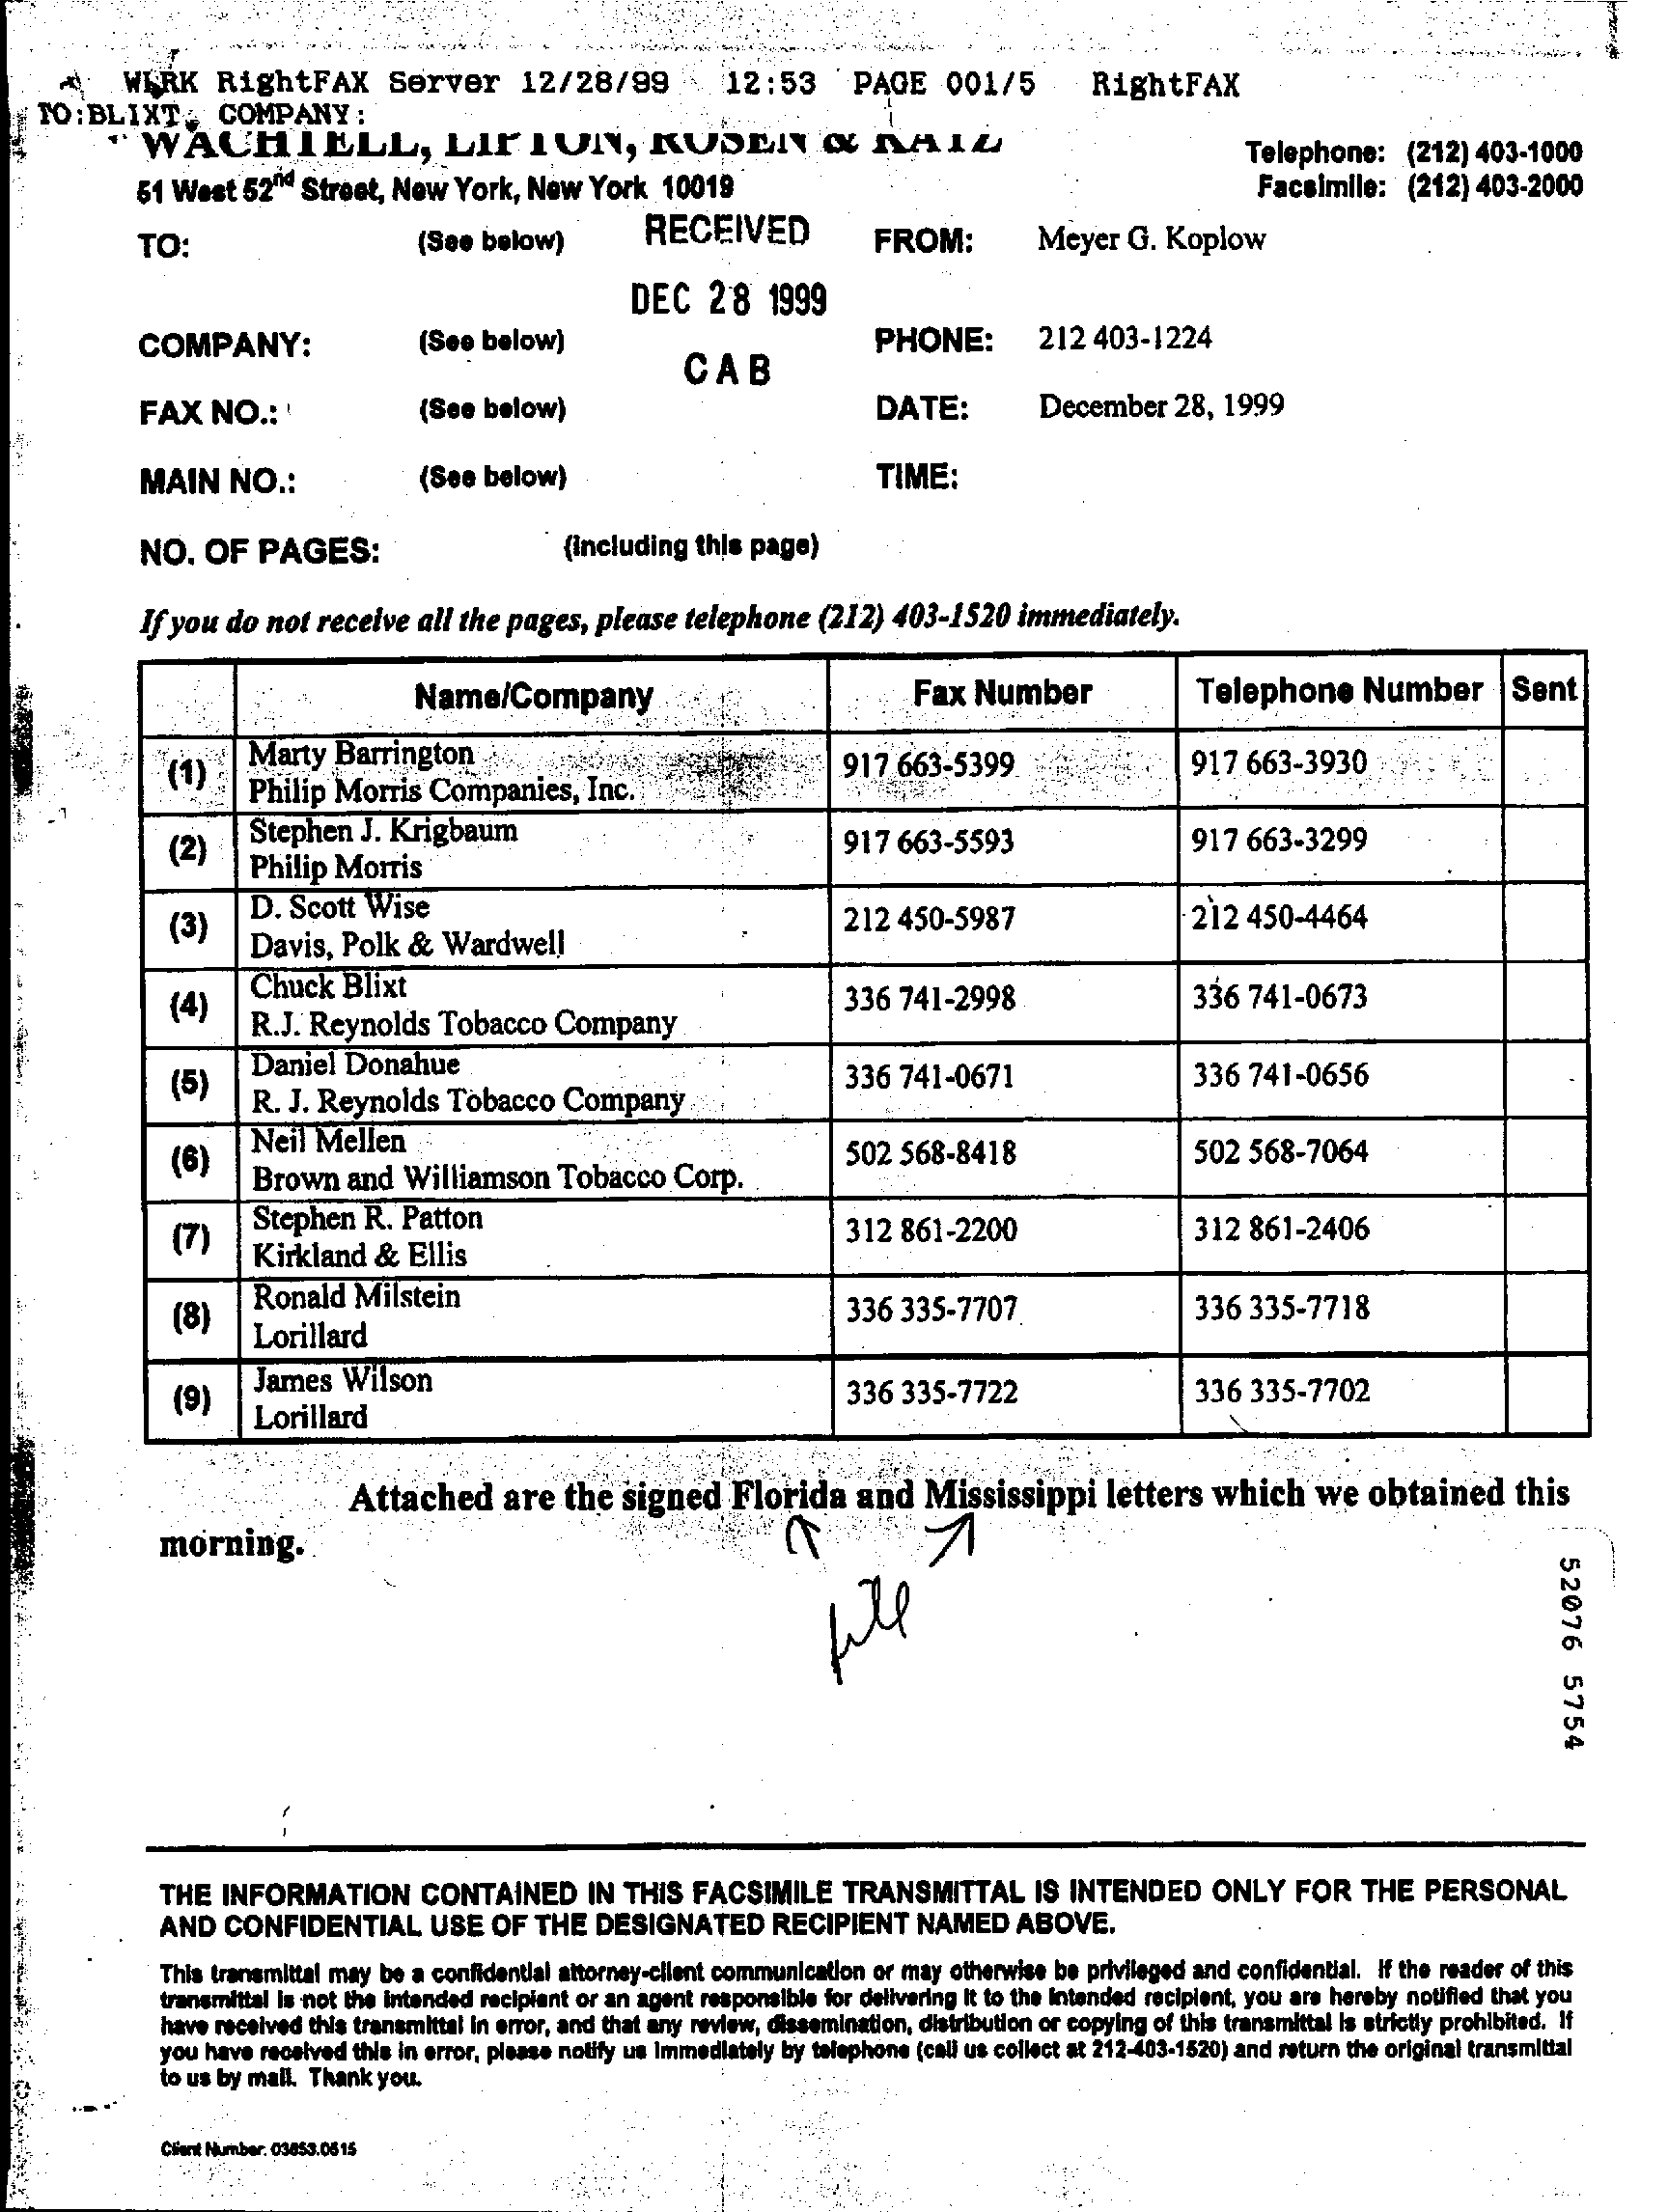 WLRK RightFAX Server 12/28/99 12:53 PAGE 001/5 RightFAX
TO:BLIXT, COMPANY:
WACHTELL, LIPTON, ROSEN & KATZ
Telephone: (212) 403-1000
51 West 52nd Street, New York, New York 10019
Facsimile: (212) 403-2000
TO: (See below) RECEIVED FROM: Meyer G. Koplow
DEC 28 1999
COMPANY: (See below) PHONE: 212 403-1224
CAB
FAX NO.: (See below) DATE: December 28, 1999
MAIN NO.: (See below) TIME:
NO. OF PAGES: (including this page)
If you do not receive all the pages, please telephone (212) 403-1520 immediately.
Name/Company Fax Number Telephone Number Sent
(1) Marty Barrington
Philip Morris Companies, Inc. 917 663-5399 917 663-3930
(2) Stephen J. Krigbaum
Philip Morris 917 663-5593 917 663-3299
(3) D. Scott Wise
Davis, Polk & Wardwell 212 450-5987 212 450-4464
(4) Chuck Blixt
R.J. Reynolds Tobacco Company 336 741-2998 336 741-0673
(5) Daniel Donahue
R. J. Reynolds Tobacco Company 336 741-0671 336 741-0656
(6) Neil Mellen
Brown and Williamson Tobacco Corp. 502 568-8418 502 568-7064
(7) Stephen R. Patton
Kirkland & Ellis 312 861-2200 312 861-2406
(8) Ronald Milstein
Lorillard 336 335-7707 336 335-7718
(9) James Wilson
Lorillard 336 335-7722 336 335-7702
Attached are the signed Florida and Mississippi letters which we obtained this
morning.
52076 5754
THE INFORMATION CONTAINED IN THIS FACSIMILE TRANSMITTAL IS INTENDED ONLY FOR THE PERSONAL
AND CONFIDENTIAL USE OF THE DESIGNATED RECIPIENT NAMED ABOVE.
This transmittal may be a confidential attorney-client communication or may otherwise be privileged and confidential. If the reader of this
transmittal is not the intended recipient or an agent responsible for delivering it to the intended recipient, you are hereby notified that you
have received this transmittal in error, and that any review, dissemination, distribution or copying of this transmittal is strictly prohibited. If
you have received this in error, please notify us immediately by telephone (call us collect at 212-403-1520) and return the original transmittal
to us by mail. Thank you.
Client Number: 03653.0615